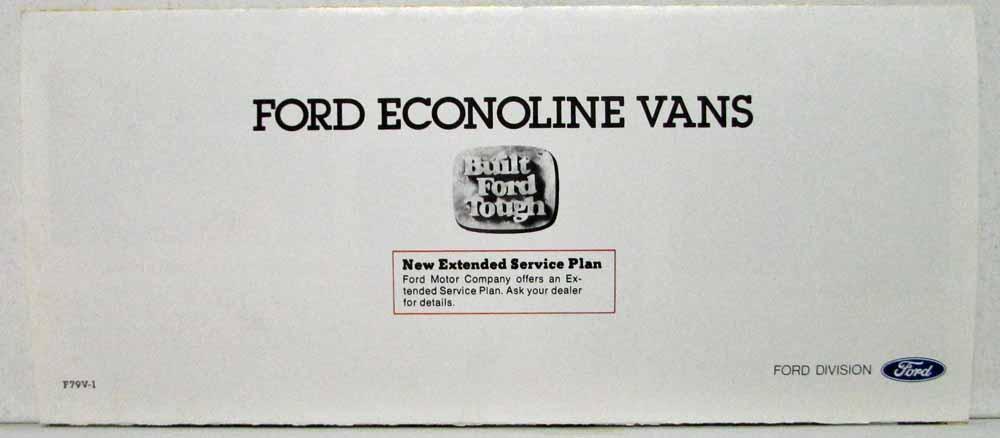 FORD ECONOLINE VANS
Built
Ford
Tough
New Extended Service Plan
Ford Motor Company offers an Ex-
tended Service Plan. Ask your dealer
for details.
FORD DIVISION Ford
F79V-1